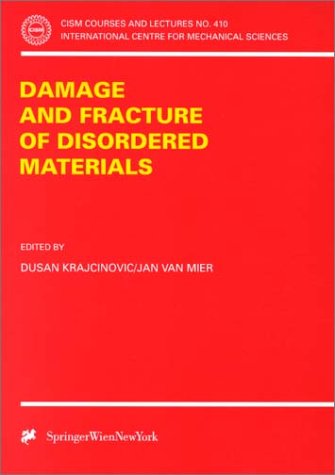 CISM COURSES AND LECTURES NO. 410
INTERNATIONAL CENTRE FOR MECHANICAL SCIENCES
DAMAGE
AND FRACTURE
OF DISORDERED
MATERIALS
EDITED BY
DUSAN KRAJCINOVIC/JAN VAN MIER
SpringerWienNewYork